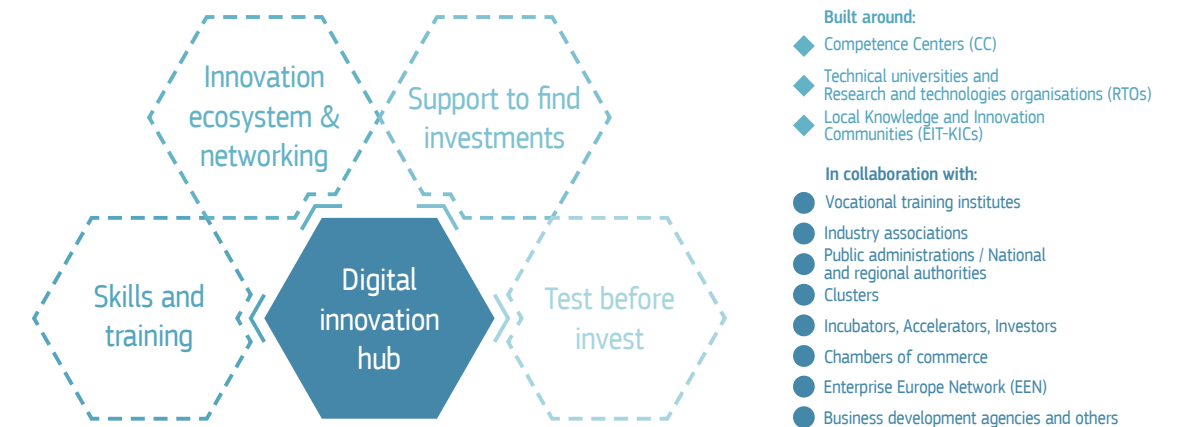 Innovation
ecosystem &
networking
Support to find
investments
Skills and
training
Digital
innovation
hub
Test before
invest
Built around:
Competence Centers (CC)
Technical universities and
Research and technologies organisations (RTOs)
Local Knowledge and Innovation
Communities (EIT-KICs)
In collaboration with:
Vocational training institutes
Industry associations
Public administrations / National
and regional authorities
Clusters
Incubators, Accelerators, Investors
Chambers of commerce
Enterprise Europe Network (EEN)
Business development agencies and others